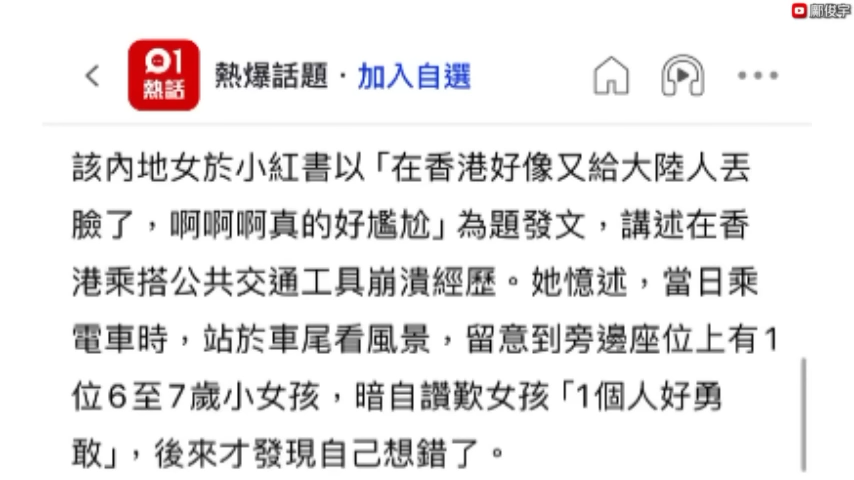 鄺俊宇
01
熱話
熱爆話題·加入自選
該內地女於小紅書以「在香港好像又給大陸人丟
臉了，啊啊啊真的好尷尬」為題發文，講述在香
港乘搭公共交通工具崩潰經歷。她憶述，當日乘
電車時，站於車尾看風景，留意到旁邊座位上有1
位6至7歲小女孩，暗自讚歎女孩「1個人好勇
敢」，後來才發現自己想錯了。